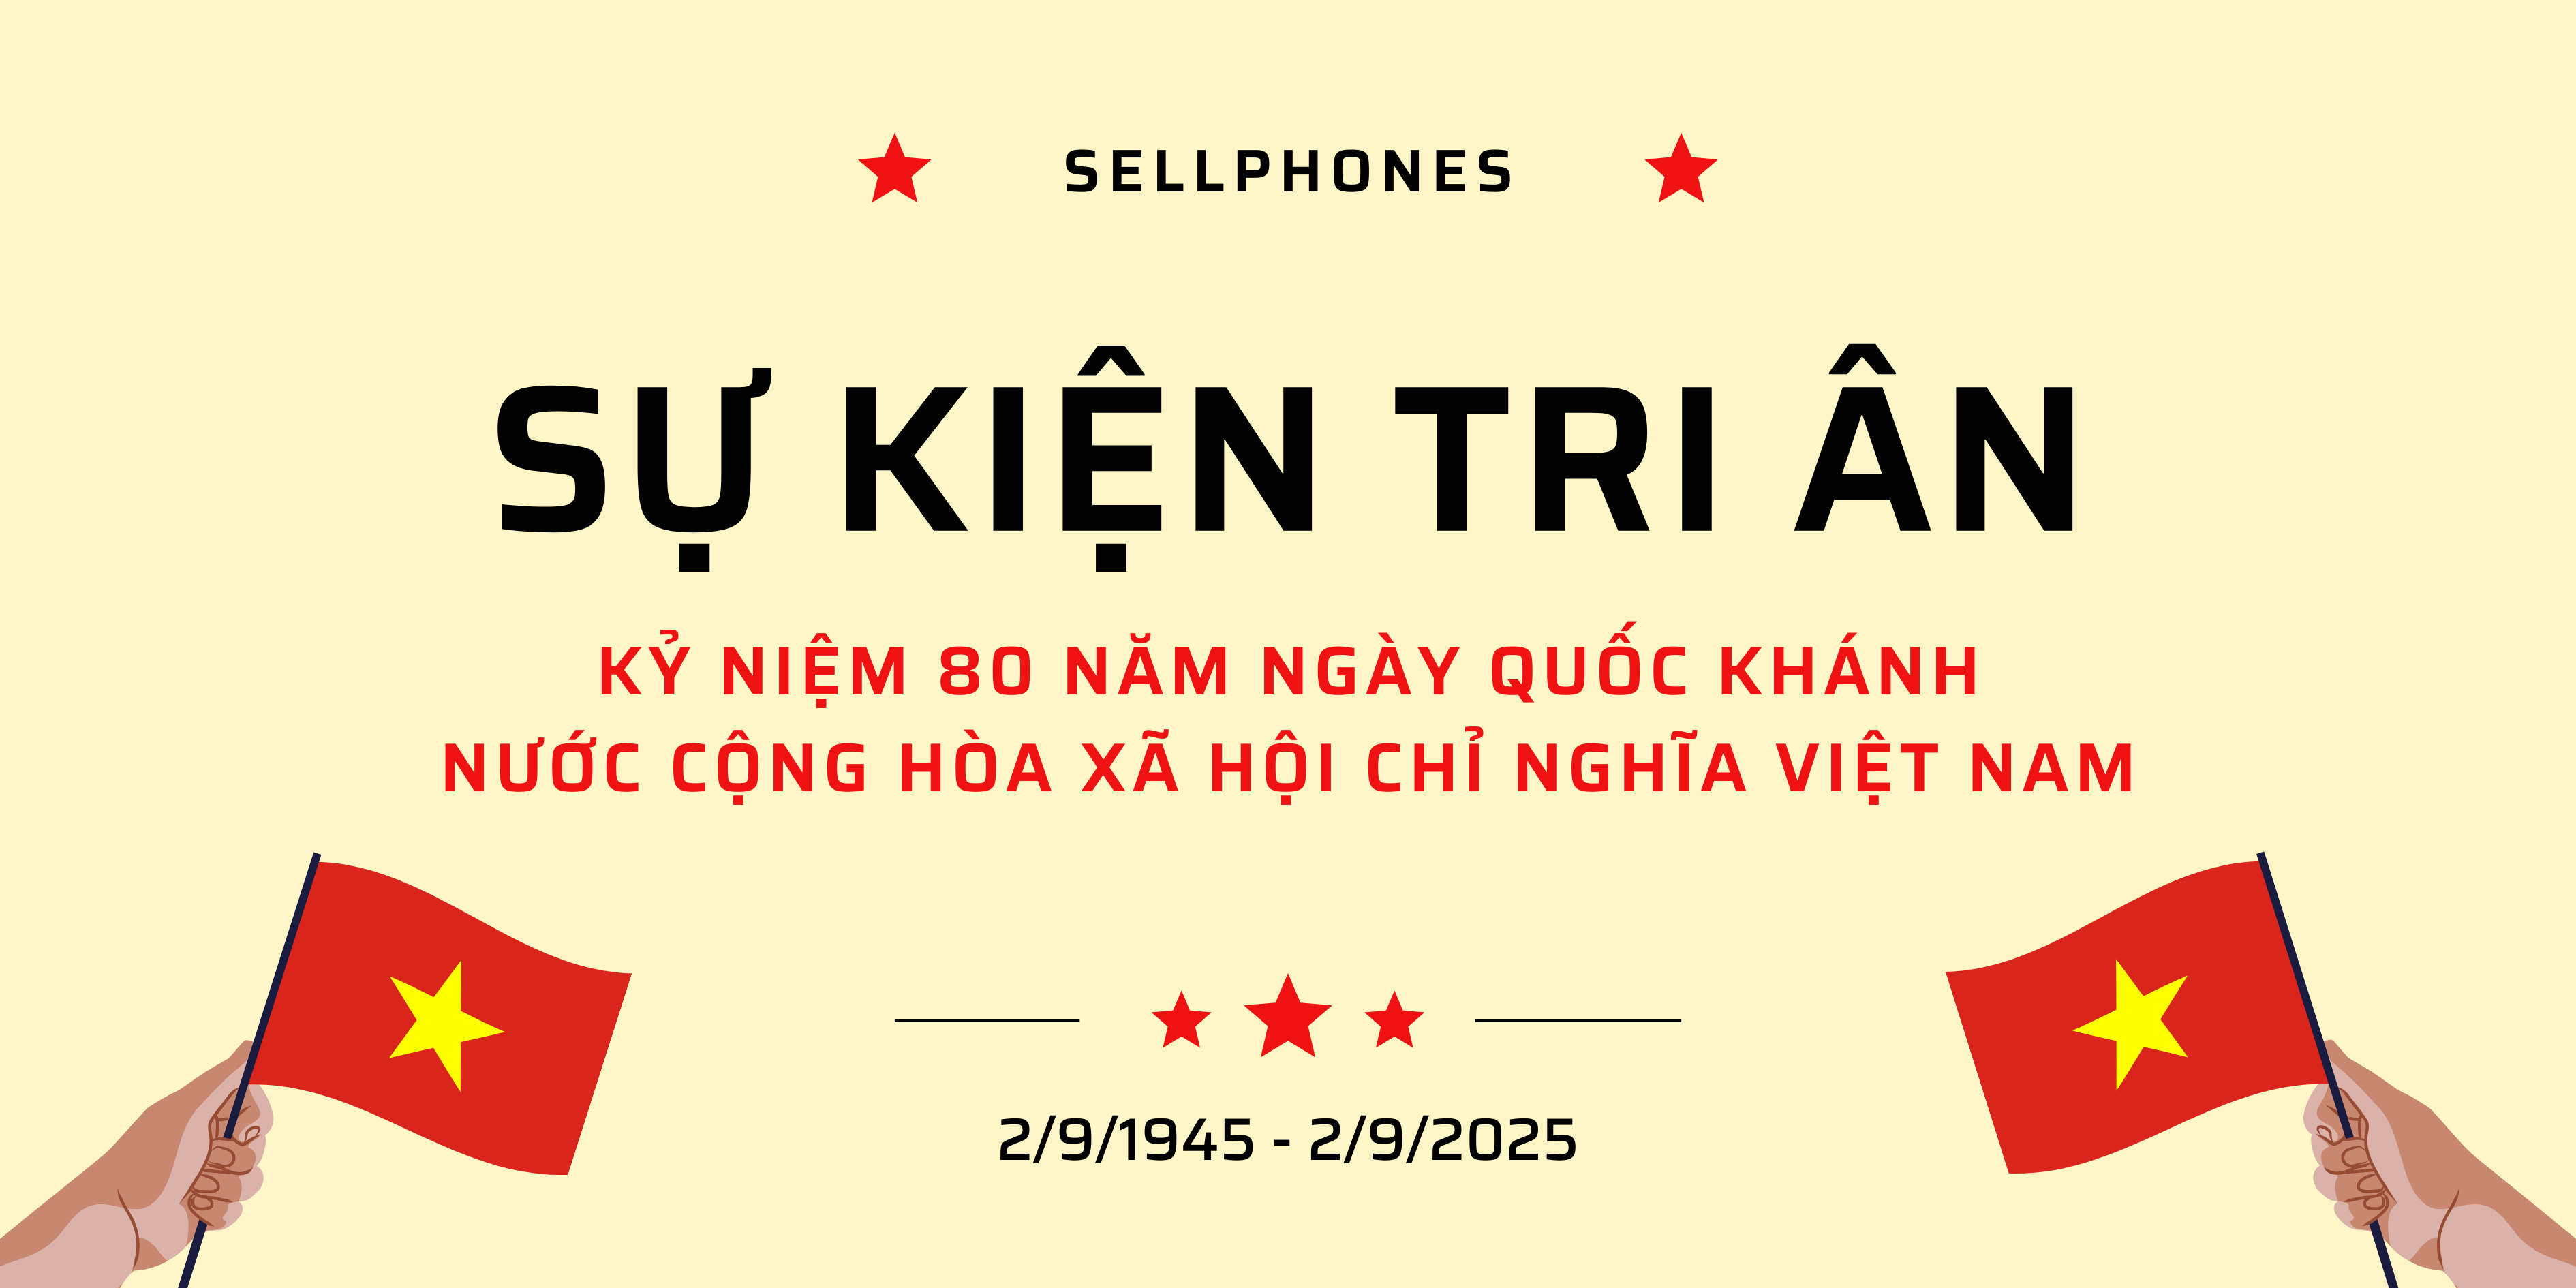 SELLPHONES
SỰ KIỆN TRI ÂN
KỶ NIỆM 80 NĂM NGÀY QUỐC KHÁNH
NƯỚC CỘNG HÒA XÃ HỘI CHỈ NGHĨA VIỆT NAM
2/9/1945 - 2/9/2025